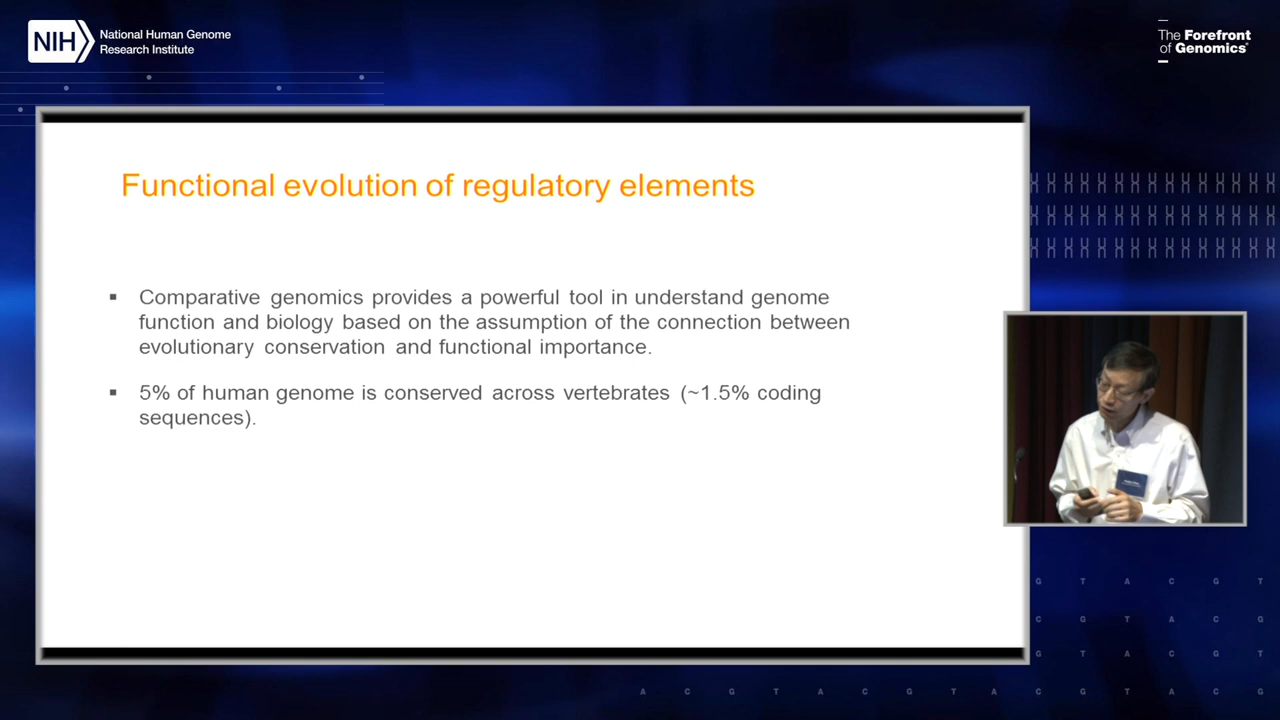 NIH
National Human Genome
Research Institute
The Forefront
of Genomics®
Functional evolution of regulatory elements
▪ Comparative genomics provides a powerful tool in understand genome
function and biology based on the assumption of the connection between
evolutionary conservation and functional importance.
▪ 5% of human genome is conserved across vertebrates (~1.5% coding
sequences).
G T A C G T
C G T A C G
G T A C G T
A C G T A C G T A C G T A C G